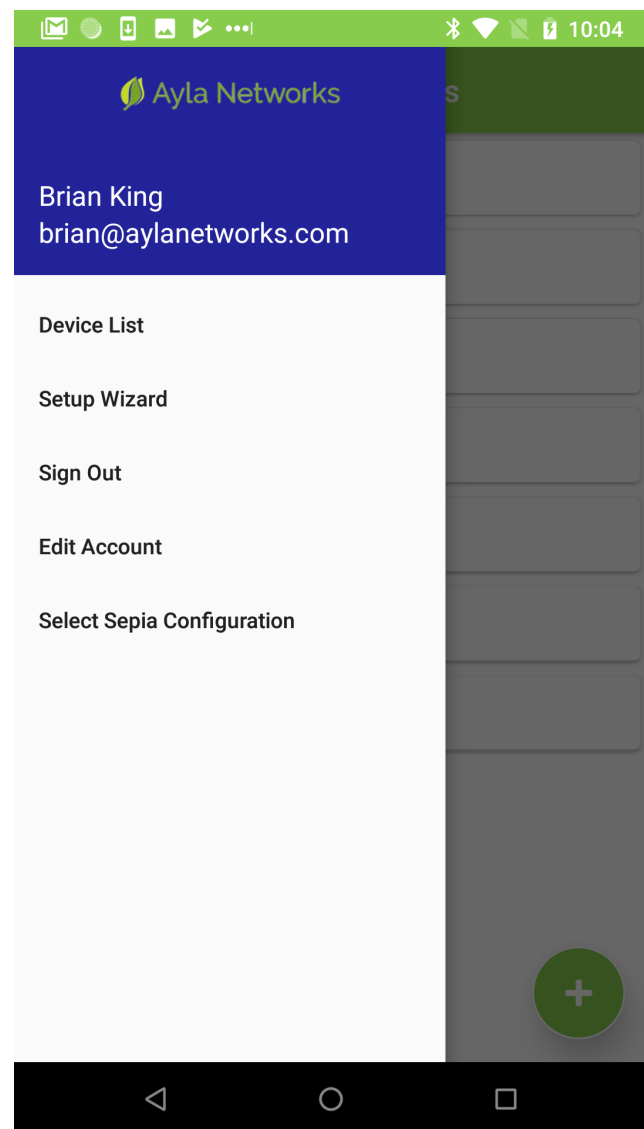 10:04
Ayla Networks
s
Brian King
brian@aylanetworks.com
Device List
Setup Wizard
Sign Out
Edit Account
Select Sepia Configuration